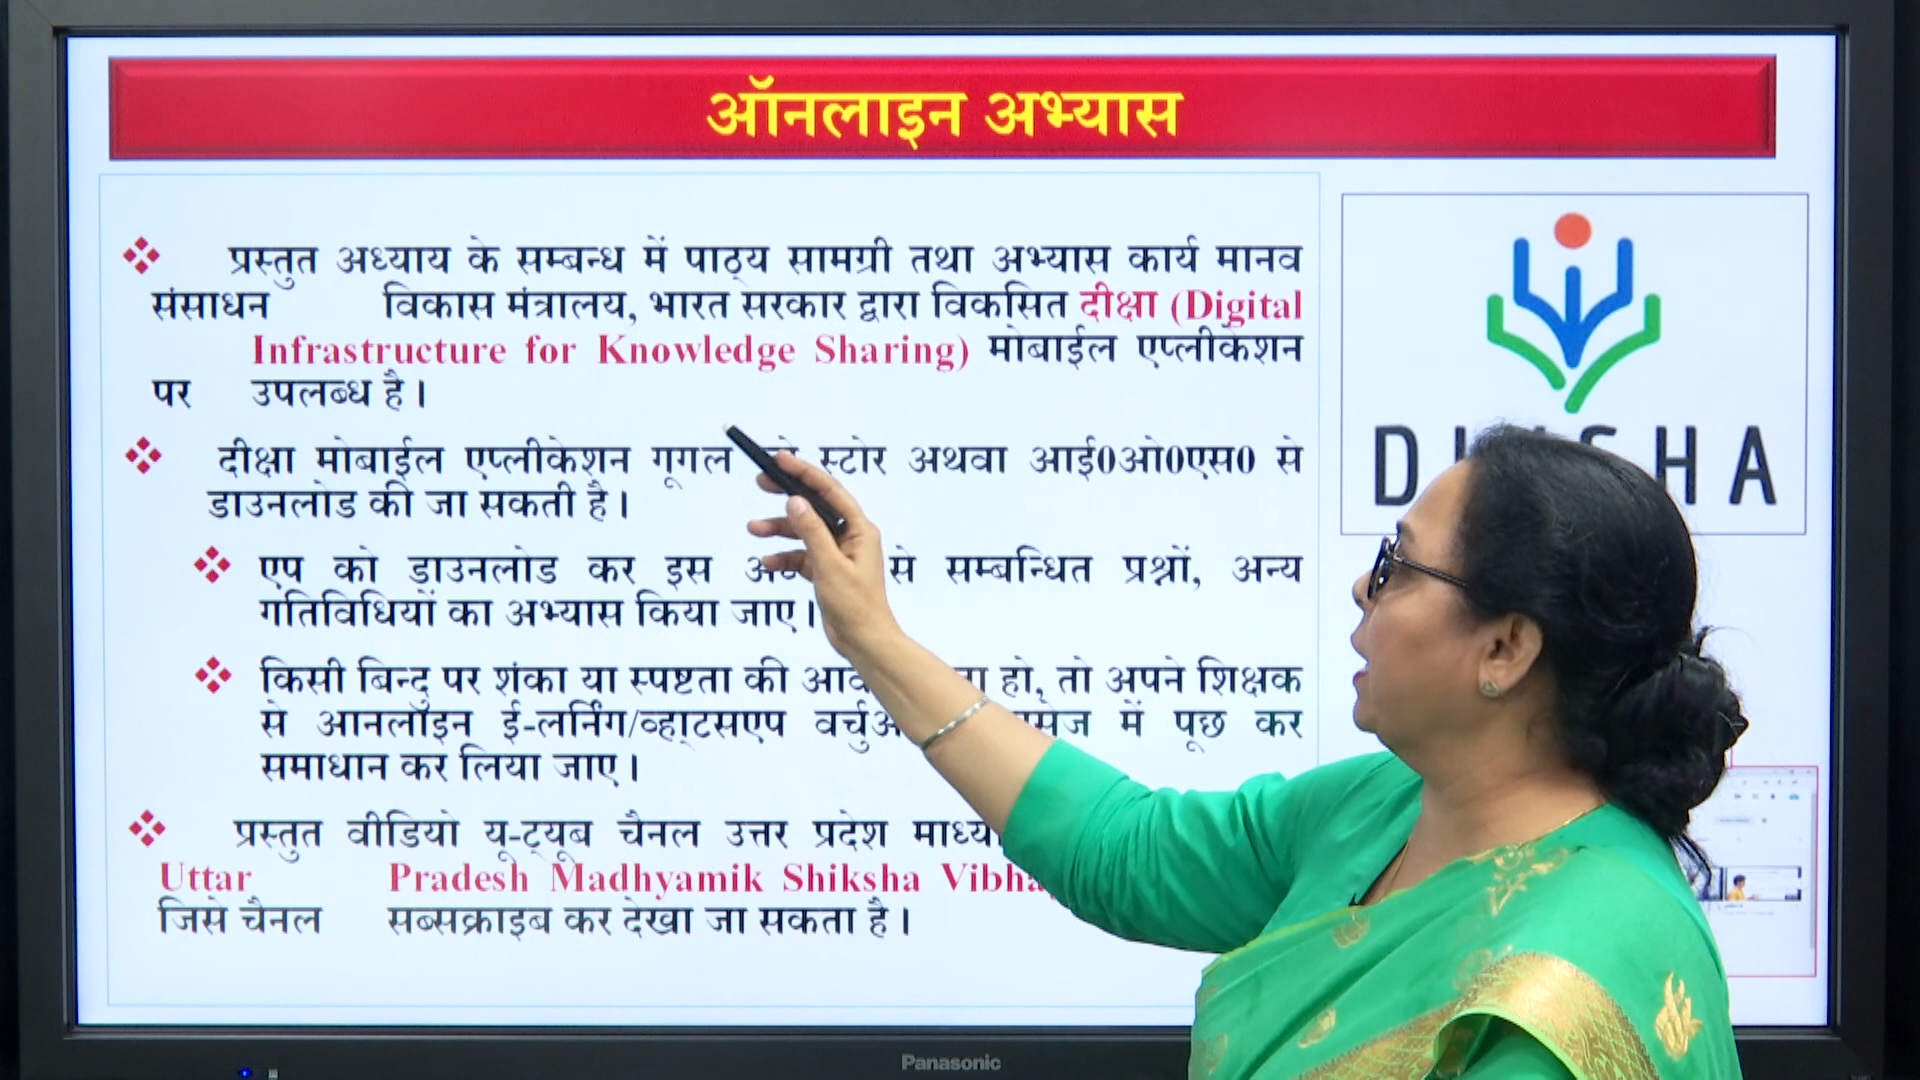 ऑनलाइन अभ्यास
प्रस्तुत अध्याय के सम्बन्ध में पाठ्य सामग्री तथा अभ्यास कार्य मानव
संसाधन विकास मंत्रालय, भारत सरकार द्वारा विकसित दीक्षा (Digital
Infrastructure for Knowledge Sharing) मोबाईल एप्लीकेशन
पर उपलब्ध है।
दीक्षा मोबाईल एप्लीकेशन गूगल स्टोर अथवा आई0ओ0एस0 से
डाउनलोड की जा सकती है।
एप को डाउनलोड कर इस से सम्बन्धित प्रश्नों, अन्य
गतिविधियों का अभ्यास किया जाए।
किसी बिन्दु पर शंका या स्पष्टता की हो, तो अपने शिक्षक
से आनलॉइन ई-लर्निंग/व्हा्टसएप में पूछ कर
समाधान कर लिया जाए।
प्रस्तुत वीडियो यू-ट्यूब चैनल उत्तर प्रदेश
Uttar Pradesh Madhyamik Shiksha
जिसे चैनल सब्सक्राइब कर देखा जा सकता है।
Panasonic